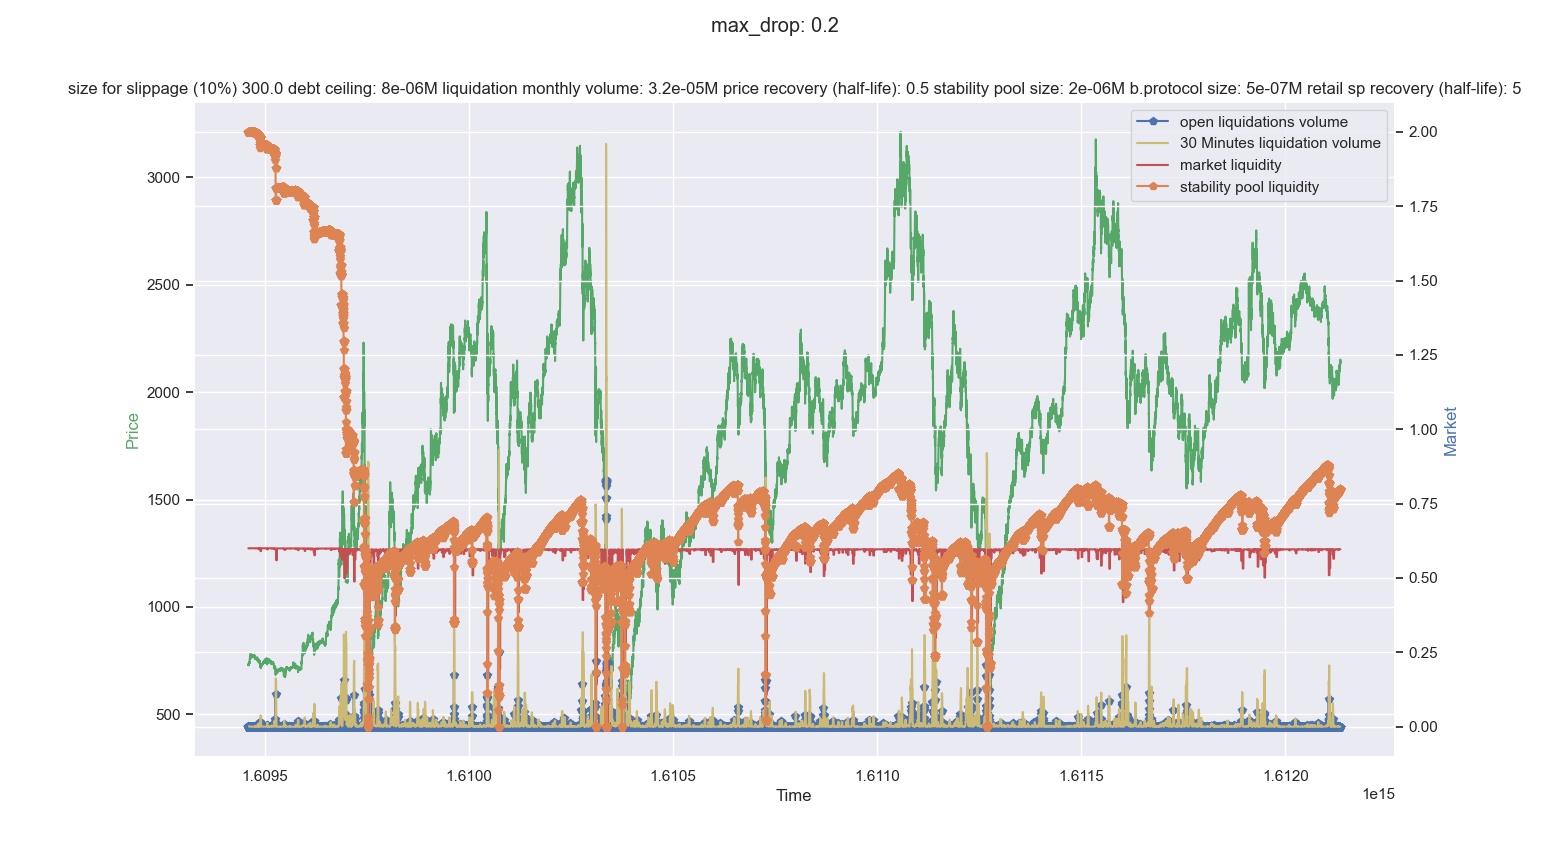 max_drop: 0.2
size for slippage (10%) 300.0 debt ceiling: 8e-06M liquidation monthly volume: 3.2e-05M price recovery (half-life): 0.5 stability pool size: 2e-06M b.protocol size: 5e-07M retail sp recovery (half-life): 5
open liquidations volume
30 Minutes liquidation volume
market liquidity
stability pool liquidity
3000
2500
2000
1500
1000
500
Price
2.00
1.75
1.50
1.25
1.00
0.75
0.50
0.25
0.00
Market
1.6095
1.6100
1.6105
1.6110
1.6115
1.6120
Time
1e15